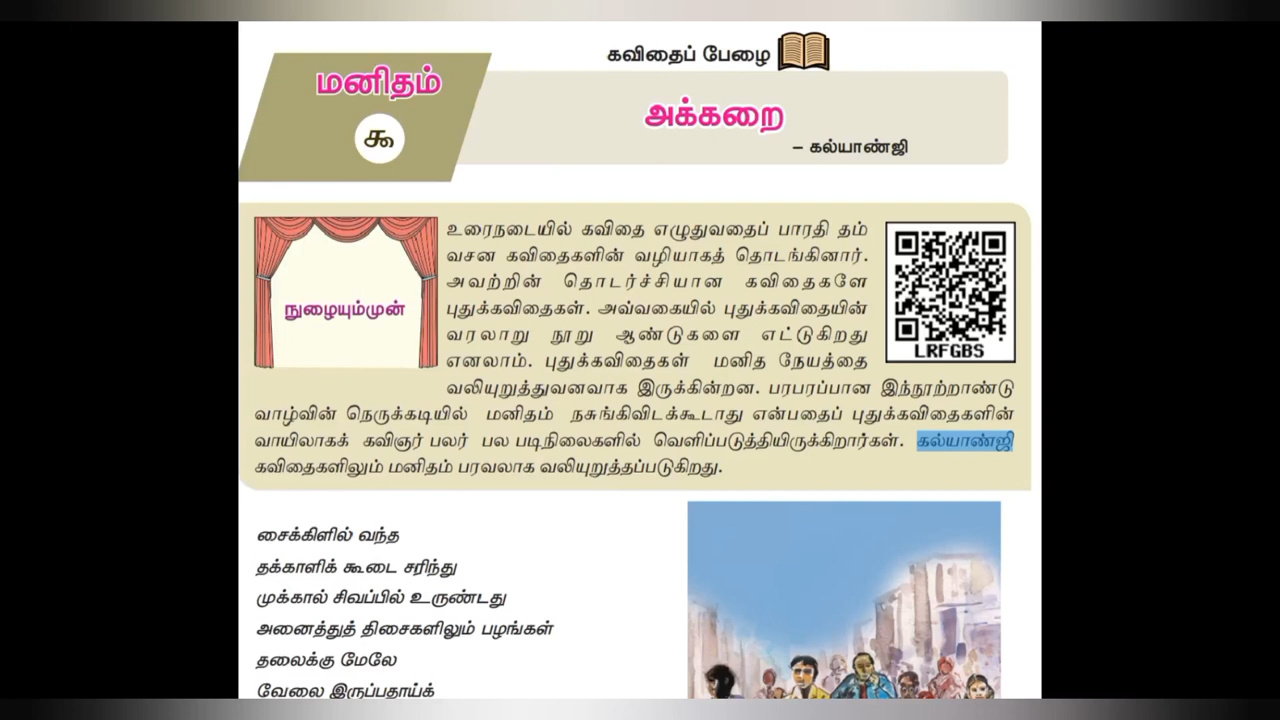 கவிதைப் பேழை
மனிதம்
அக்கறை
கூ
– கல்யாண்ஜி
உரைநடையில் கவிதை எழுதுவதைப் பாரதி தம்
வசன கவிதைகளின் வழியாகத் தொடங்கினார்.
அவற்றின் தொடர்ச்சியான கவிதைகளே
நுழையும்முன்
புதுக்கவிதைகள். அவ்வகையில் புதுக்கவிதையின்
வரலாறு நூறு ஆண்டுகளை எட்டுகிறது
எனலாம். புதுக்கவிதைகள் மனித நேயத்தை
LRFGBS
வலியுறுத்துவனவாக இருக்கின்றன. பரபரப்பான இந்நூற்றாண்டு
வாழ்வின் நெருக்கடியில் மனிதம் நசுங்கிவிடக்கூடாது என்பதைப் புதுக்கவிதைகளின்
வாயிலாகக் கவிஞர் பலர் பல படிநிலைகளில் வெளிப்படுத்தியிருக்கிறார்கள். கல்யாண்ஜி
கவிதைகளிலும் மனிதம் பரவலாக வலியுறுத்தப்படுகிறது.
சைக்கிளில் வந்த
தக்காளிக் கூடை சரிந்து
முக்கால் சிவப்பில் உருண்டது
அனைத்துத் திசைகளிலும் பழங்கள்
தலைக்கு மேலே
வேலை இருப்பதாய்க்